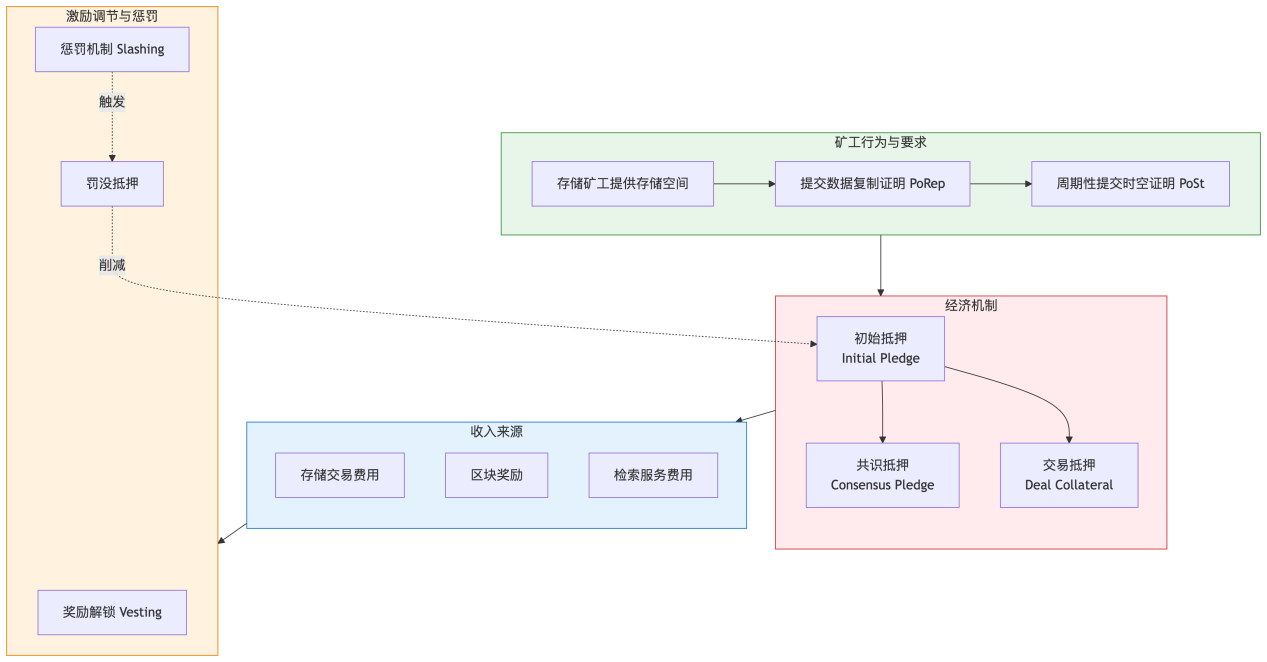 激励调节与惩罚
惩罚机制 Slashing
触发
罚没抵押
削减
奖励解锁 Vesting
矿工行为与要求
存储矿工提供存储空间
提交数据复制证明 PoRep
周期性提交时空证明 PoSt
经济机制
初始抵押
Initial Pledge
共识抵押
Consensus Pledge
交易抵押
Deal Collateral
收入来源
存储交易费用
区块奖励
检索服务费用